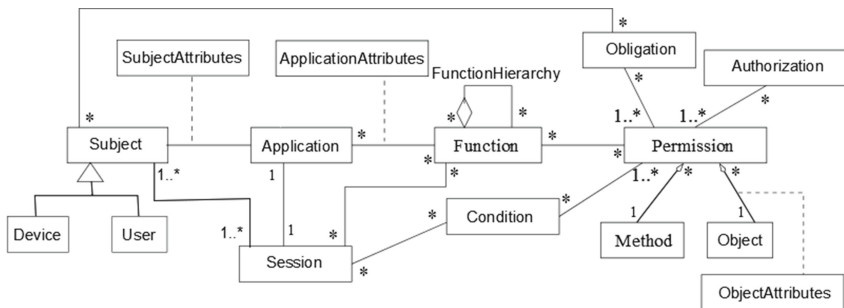 *
Obligation
SubjectAttributes
ApplicationAttributes
FunctionHierarchy
Authorization
*
*
*
*
1..*
1..*
*
Subject
Application
*
*
Function
*
*
Permission
1..*
1
*
*
1..*
*
*
*
Condition
*
1
1
Device
User
1..*
1
*
Method
Object
Session
*
ObjectAttributes